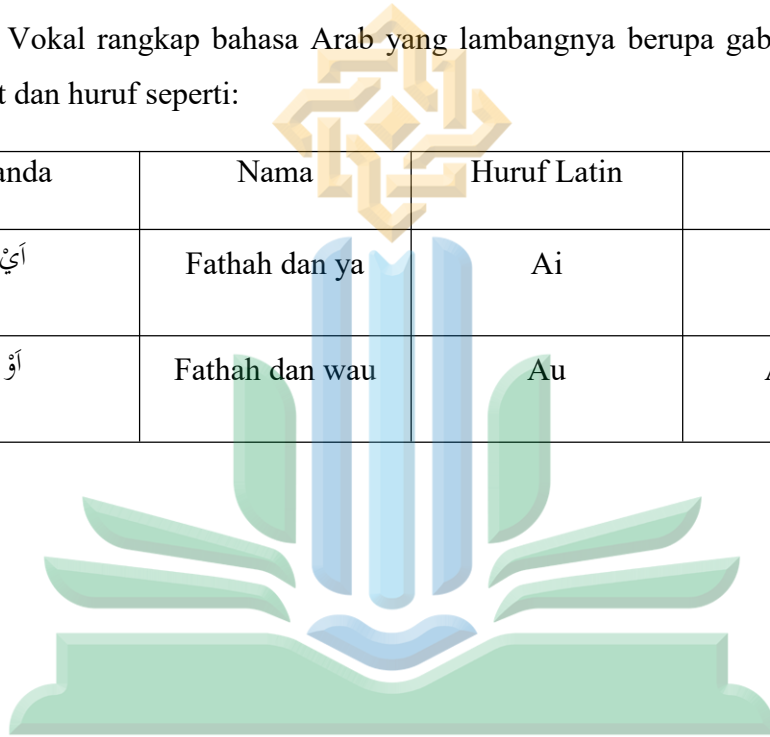 Vokal rangkap bahasa Arab yang lambangnya berupa gab
t dan huruf seperti:
anda Nama Huruf Latin
اَيْ Fathah dan ya Ai
اَوْ Fathah dan wau Au A